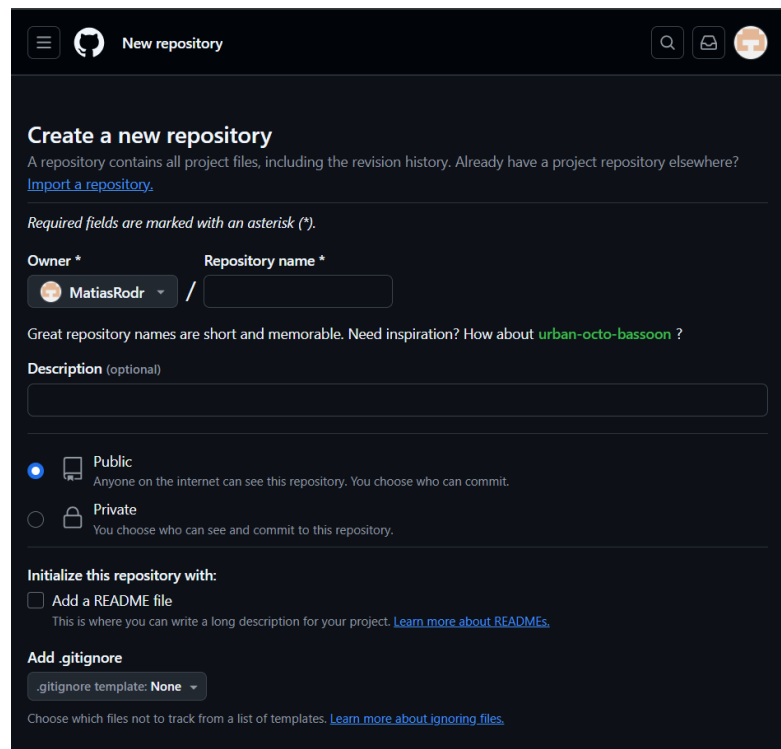 New repository
Create a new repository
A repository contains all project files, including the revision history. Already have a project repository elsewhere?
Import a repository.
Required fields are marked with an asterisk (*).
Owner * Repository name *
MatiasRodr /
Great repository names are short and memorable. Need inspiration? How about urban-octo-bassoon ?
Description (optional)
Public
Anyone on the internet can see this repository. You choose who can commit.
Private
You choose who can see and commit to this repository.
Initialize this repository with:
Add a README file
This is where you can write a long description for your project. Learn more about READMEs.
Add .gitignore
.gitignore template: None
Choose which files not to track from a list of templates. Learn more about ignoring files.